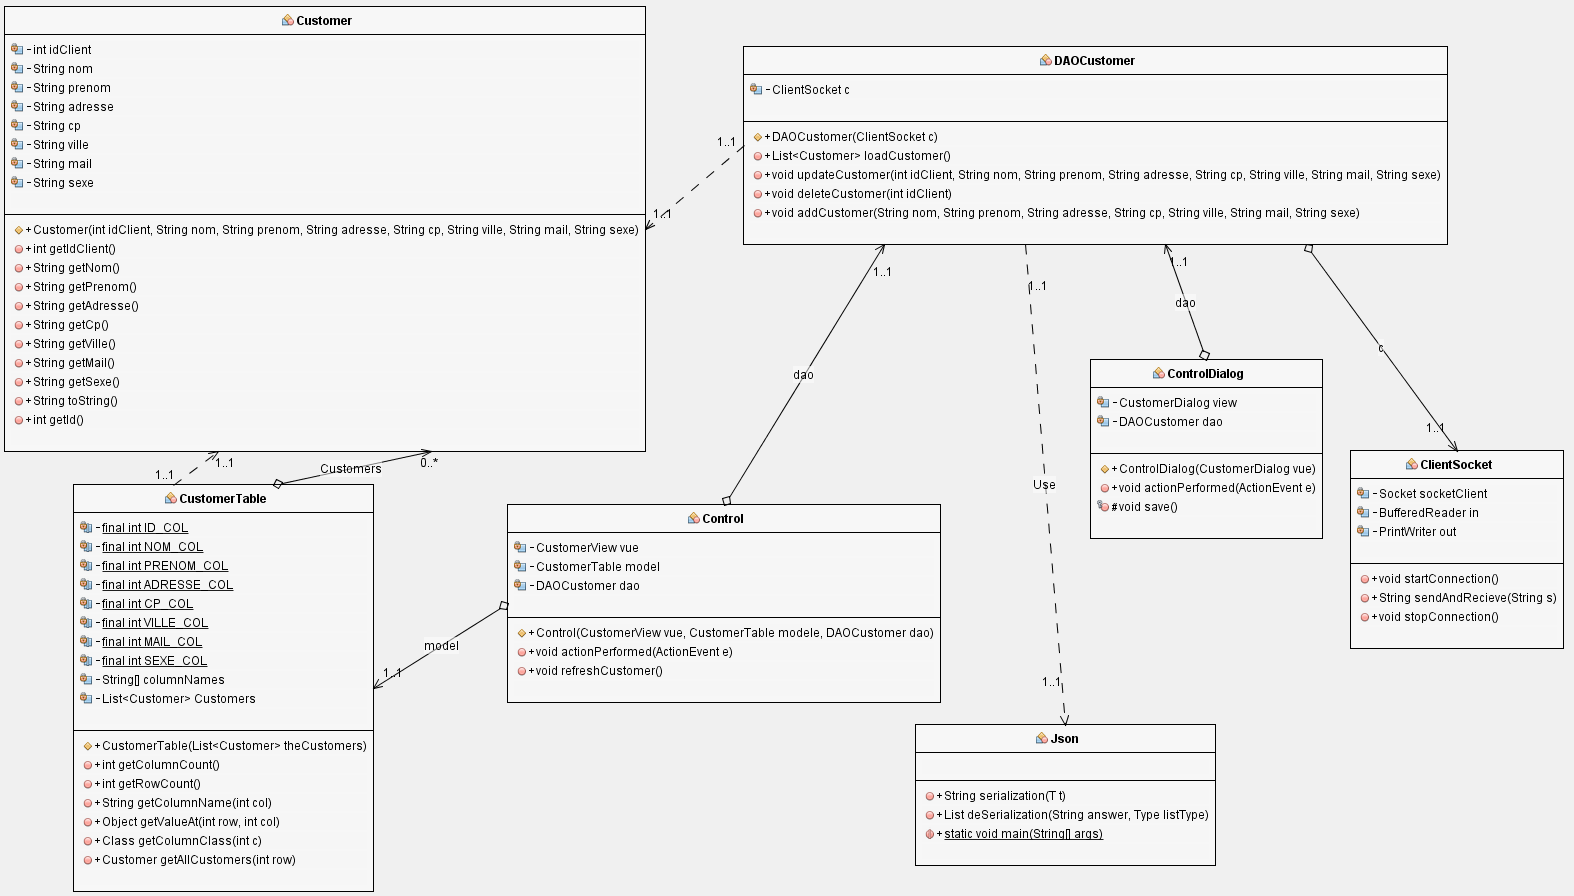 Customer
- int idClient
- String nom
- String prenom
- String adresse
- String cp
- String ville
- String mail
- String sexe
+ Customer(int idClient, String nom, String prenom, String adresse, String cp, String ville, String mail, String sexe)
+ int getIdClient()
+ String getNom()
+ String getPrenom()
+ String getAdresse()
+ String getCp()
+ String getVille()
+ String getMail()
+ String getSexe()
+ String toString()
+ int getId()
DAOCustomer
- ClientSocket c
+ DAOCustomer(ClientSocket c)
+ List<Customer> loadCustomer()
+ void updateCustomer(int idClient, String nom, String prenom, String adresse, String cp, String ville, String mail, String sexe)
+ void deleteCustomer(int idClient)
+ void addCustomer(String nom, String prenom, String adresse, String cp, String ville, String mail, String sexe)
1..1
1..1
1..1
dao
1..1
Use
1..1
1..1
dao
c
1..1
ControlDialog
- CustomerDialog view
- DAOCustomer dao
+ ControlDialog(CustomerDialog vue)
+ void actionPerformed(ActionEvent e)
# void save()
ClientSocket
- Socket socketClient
- BufferedReader in
- PrintWriter out
+ void startConnection()
+ String sendAndRecieve(String s)
+ void stopConnection()
1..1
1..1
Customers
0..*
CustomerTable
- final int ID_COL
- final int NOM_COL
- final int PRENOM_COL
- final int ADRESSE_COL
- final int CP_COL
- final int VILLE_COL
- final int MAIL_COL
- final int SEXE_COL
- String[] columnNames
- List<Customer> Customers
+ CustomerTable(List<Customer> theCustomers)
+ int getColumnCount()
+ int getRowCount()
+ String getColumnName(int col)
+ Object getValueAt(int row, int col)
+ Class getColumnClass(int c)
+ Customer getAllCustomers(int row)
model
1..1
Control
- CustomerView vue
- CustomerTable model
- DAOCustomer dao
+ Control(CustomerView vue, CustomerTable modele, DAOCustomer dao)
+ void actionPerformed(ActionEvent e)
+ void refreshCustomer()
Json
+ String serialization(T t)
+ List deSerialization(String answer, Type listType)
+ static void main(String[] args)